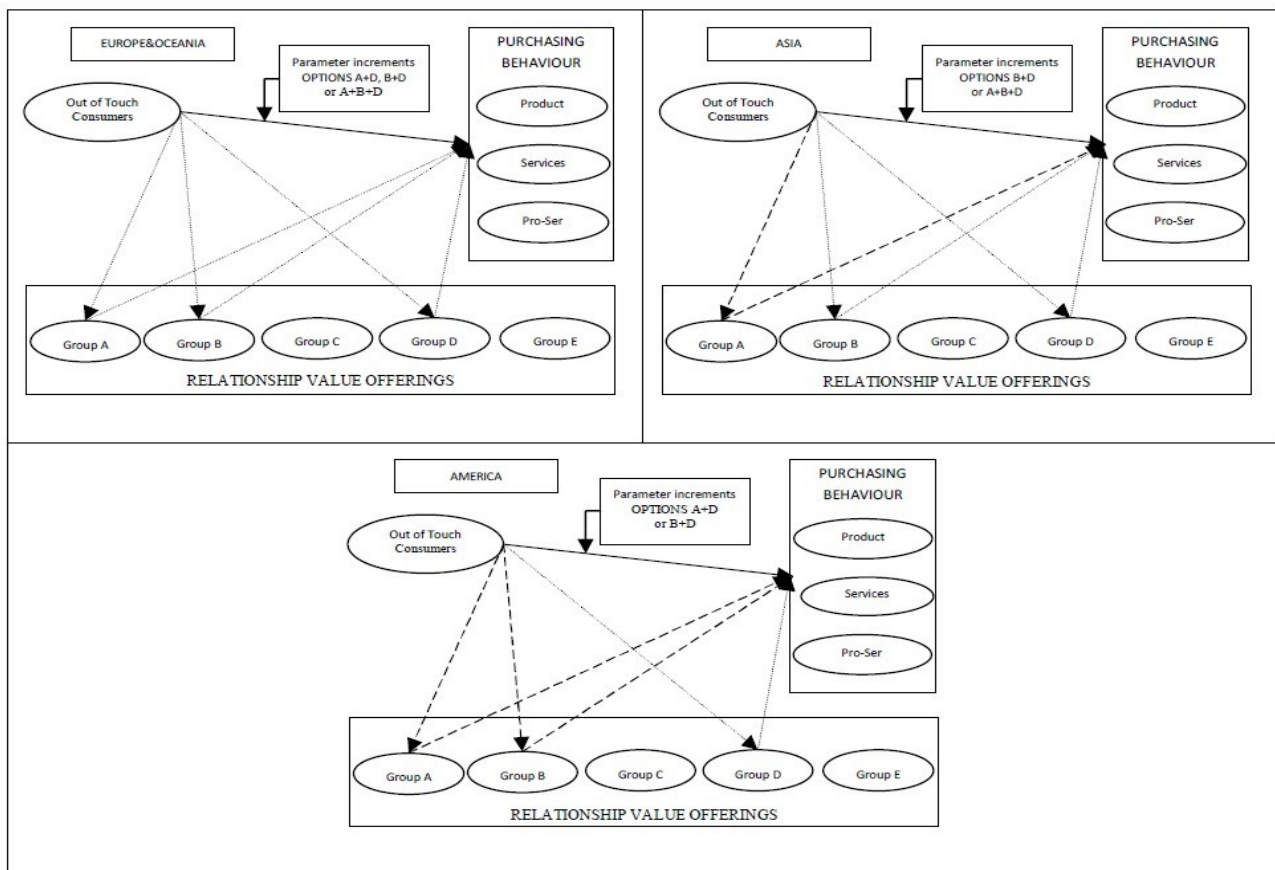 EUROPE&OCEANIA
Parameter increments
OPTIONS A+D, B+D
or A+B+D
PURCHASING
BEHAVIOUR
Out of Touch
Consumers
Product
Services
Pro-Ser
Group A
Group B
Group C
Group D
Group E
RELATIONSHIP VALUE OFFERINGS
ASIA
Parameter increments
OPTIONS B+D
or A+B+D
PURCHASING
BEHAVIOUR
Out of Touch
Consumers
Product
Services
Pro-Ser
Group A
Group B
Group C
Group D
Group E
RELATIONSHIP VALUE OFFERINGS
AMERICA
Parameter increments
OPTIONS A+D
or B+D
PURCHASING
BEHAVIOUR
Out of Touch
Consumers
Product
Services
Pro-Ser
Group A
Group B
Group C
Group D
Group E
RELATIONSHIP VALUE OFFERINGS